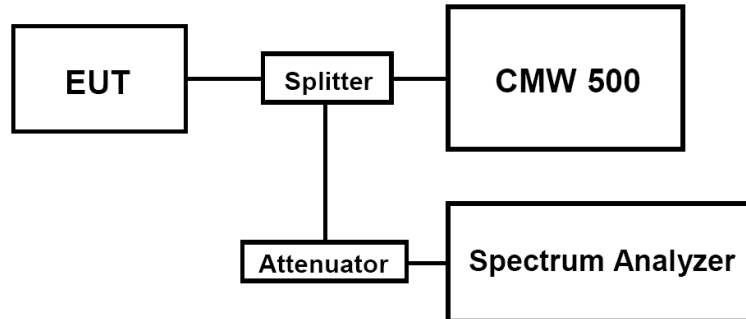 EUT
Splitter
CMW 500
Attenuator
Spectrum Analyzer